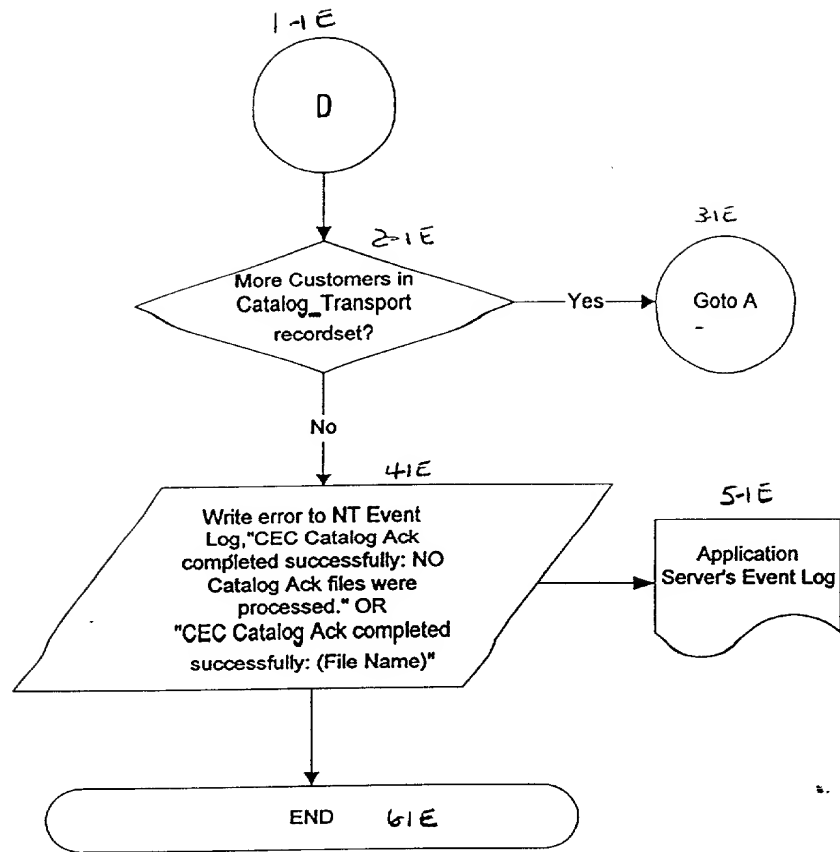 1-1E
D
2-1E
More Customers in
Catalog_Transport
recordset?
Yes
3-1E
Goto A
No
4-1E
Write error to NT Event
Log,"CEC Catalog Ack
completed successfully: NO
Catalog Ack files were
processed." OR
"CEC Catalog Ack completed
successfully: (File Name)"
5-1E
Application
Server's Event Log
END 6-1E